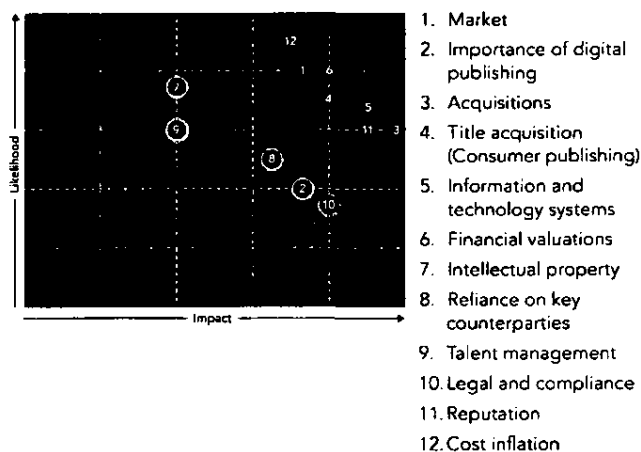 12
1 6
7
4
5
9
11 3
8
2
10
Likelihood
Impact
1. Market
2. Importance of digital
publishing
3. Acquisitions
4. Title acquisition
(Consumer publishing)
5. Information and
technology systems
6. Financial valuations
7. Intellectual property
8. Reliance on key
counterparties
9. Talent management
10. Legal and compliance
11. Reputation
12. Cost inflation